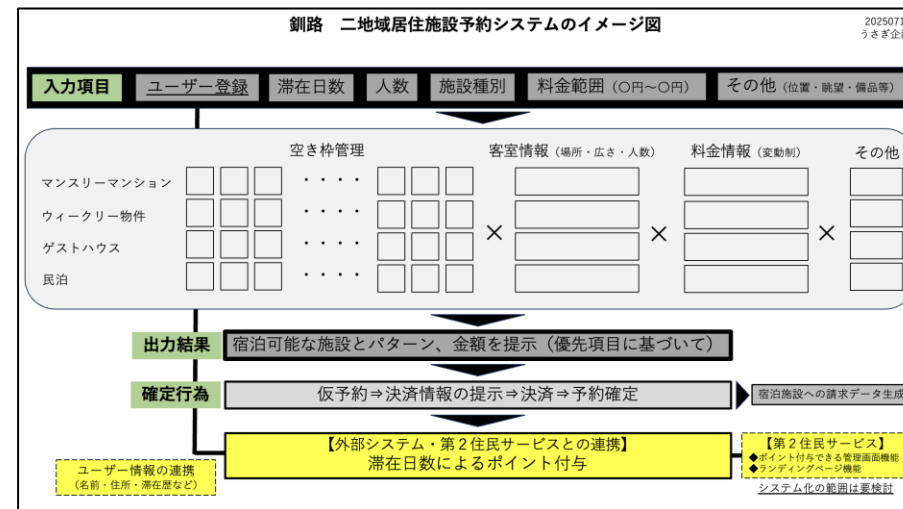 釧路　二地域居住施設予約システムのイメージ図
2025071
うさぎ企
入力項目 ユーザー登録 滞在日数 人数 施設種別 料金範囲（〇円～〇円） その他（位置・眺望・備品等）
空き枠管理 客室情報（場所・広さ・人数） 料金情報（変動制） その他
マンスリーマンション ・・・・
ウィークリー物件 ・・・・
× × ×
ゲストハウス ・・・・
民泊 ・・・・
出力結果 宿泊可能な施設とパターン、金額を提示（優先項目に基づいて）
確定行為 仮予約⇒決済情報の提示⇒決済⇒予約確定 宿泊施設への請求データ生成
【外部システム・第２住民サービスとの連携】
滞在日数によるポイント付与
【第２住民サービス】
◆ポイント付与できる管理画面機能
◆ランディングページ機能
システム化の範囲は要検討
ユーザー情報の連携
（名前・住所・滞在歴など）